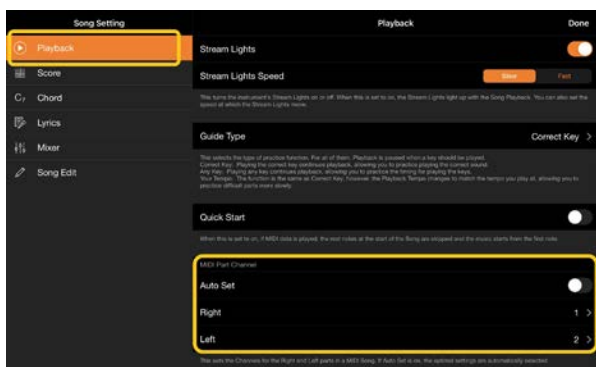 Song Setting
Playback
Done
Playback
Score
Chord
Lyrics
Mixer
Song Edit
Stream Lights
Stream Lights Speed
Slow
Fast
This turns the instrument's Stream Lights on or off. When this is set to on, the Stream Lights light up with the Song Playback. You can also set the
speed at which the Stream Lights move.
Guide Type
Correct Key
This selects the type of practice function. For all of them, Playback is paused when a key should be played.
Correct Key: Playing the correct key continues playback, allowing you to practice playing the correct sound.
Any Key: Playing any key continues playback, allowing you to practice the timing for playing the keys.
Your Tempo: The function is the same as Correct Key, however the Playback Tempo changes to match the tempo you play at, allowing you to
practice difficult parts more slowly.
Quick Start
When this is set to on, if MIDI data is played, the rest notes at the start of the Song are skipped and the music starts from the first note.
MIDI Part Channel
Auto Set
Right
1
Left
2
This sets the Channels for the Right and Left parts in a MIDI Song. If Auto Set is on, the optimal settings are automatically selected.